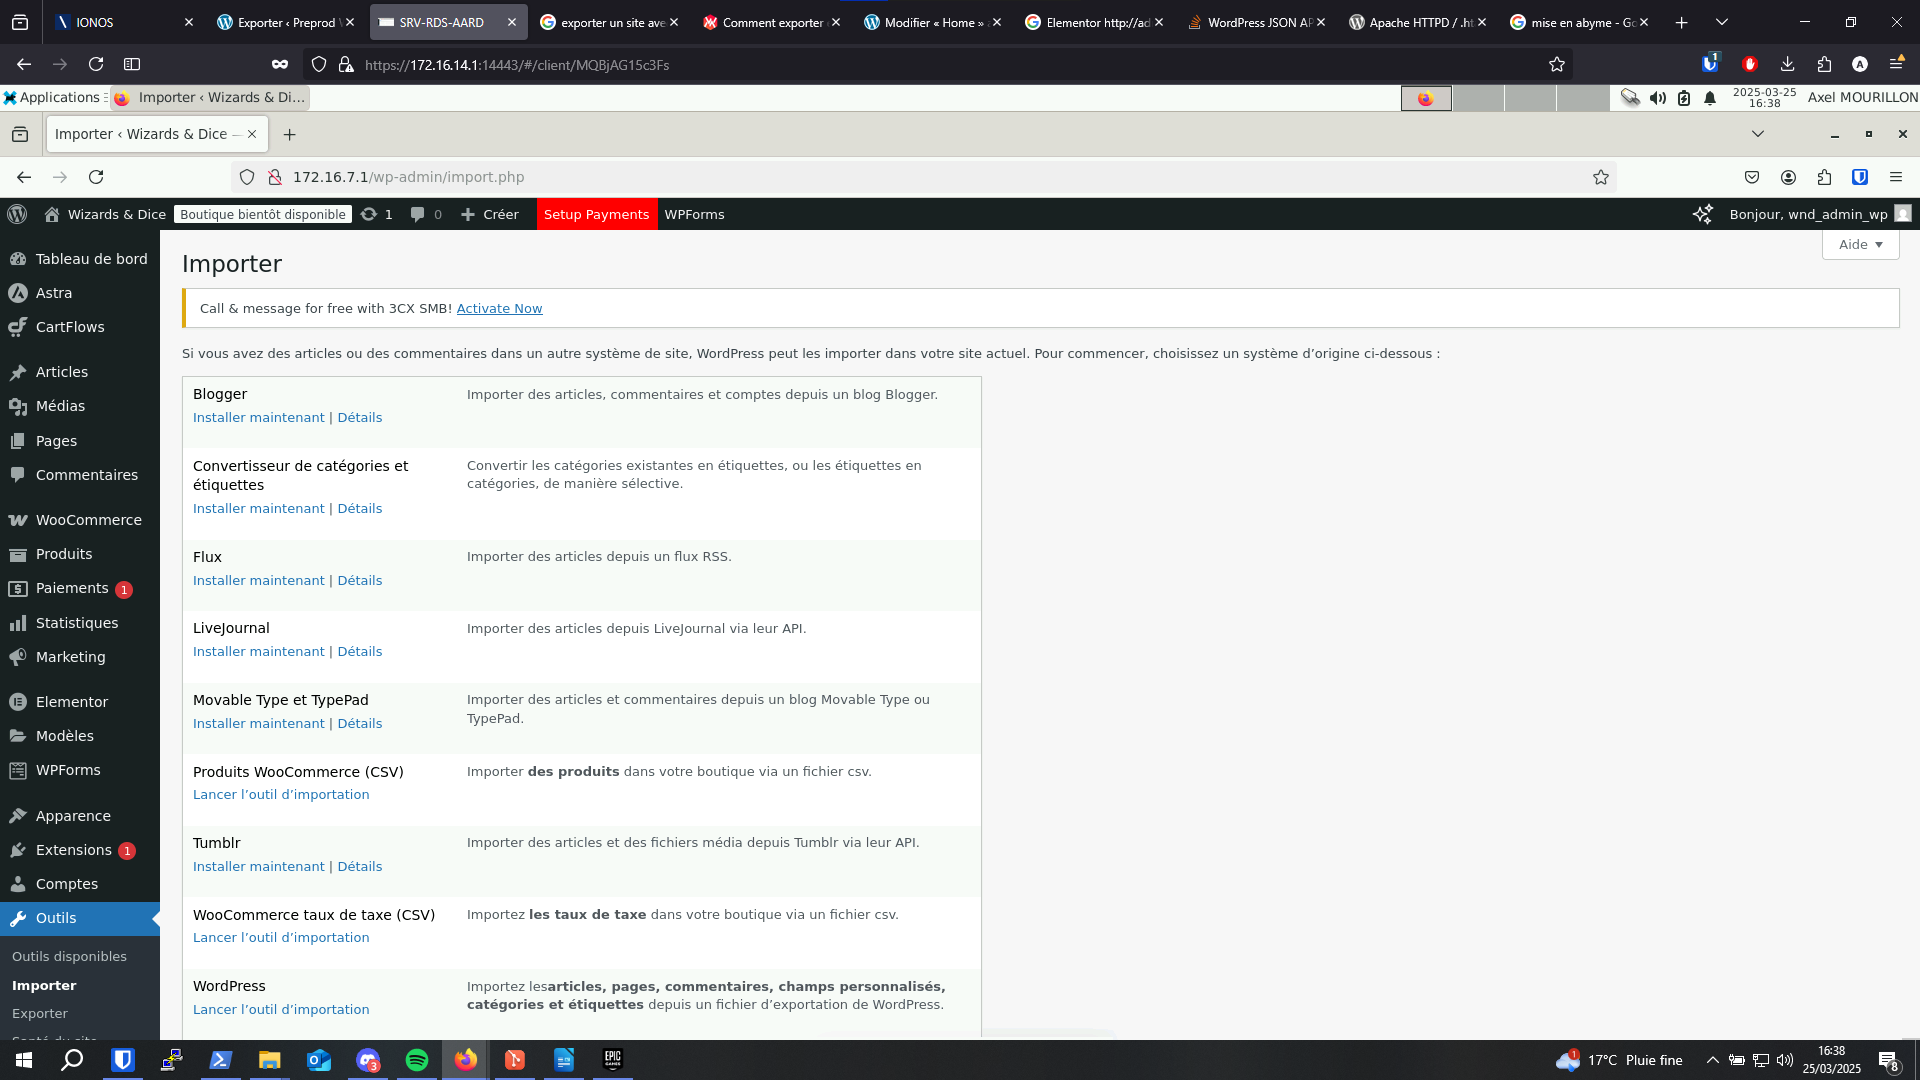 IONOS
Exporter ‹ Preprod
SRV-RDS-AARD
exporter un site ave
Comment exporter
Modifier « Home »
Elementor http://ad
WordPress JSON AP
Apache HTTPD / .ht
mise en abyme - Go
https://172.16.14.1:14443/#/client/MQBjAG15c3Fs
1
A
Applications
Importer ‹ Wizards & Di...
2025-03-25
16:38
Axel MOURILLON
Importer ‹ Wizards & Dice —
172.16.7.1/wp-admin/import.php
Wizards & Dice
Boutique bientôt disponible
1
0
Créer
Setup Payments
WPForms
Bonjour, wnd_admin_wp
Tableau de bord
Astra
CartFlows
Articles
Médias
Pages
Commentaires
WooCommerce
Produits
Paiements 1
Statistiques
Marketing
Elementor
Modèles
WPForms
Apparence
Extensions 1
Comptes
Outils
Outils disponibles
Importer
Exporter
Santé du site
Aide
Importer
Call & message for free with 3CX SMB! Activate Now
Si vous avez des articles ou des commentaires dans un autre système de site, WordPress peut les importer dans votre site actuel. Pour commencer, choisissez un système d’origine ci-dessous :
Blogger
Installer maintenant | Détails
Importer des articles, commentaires et comptes depuis un blog Blogger.
Convertisseur de catégories et
étiquettes
Installer maintenant | Détails
Convertir les catégories existantes en étiquettes, ou les étiquettes en
catégories, de manière sélective.
Flux
Installer maintenant | Détails
Importer des articles depuis un flux RSS.
LiveJournal
Installer maintenant | Détails
Importer des articles depuis LiveJournal via leur API.
Movable Type et TypePad
Installer maintenant | Détails
Importer des articles et commentaires depuis un blog Movable Type ou
TypePad.
Produits WooCommerce (CSV)
Lancer l’outil d’importation
Importer des produits dans votre boutique via un fichier csv.
Tumblr
Installer maintenant | Détails
Importer des articles et des fichiers média depuis Tumblr via leur API.
WooCommerce taux de taxe (CSV)
Lancer l’outil d’importation
Importez les taux de taxe dans votre boutique via un fichier csv.
WordPress
Lancer l’outil d’importation
Importez lesarticles, pages, commentaires, champs personnalisés,
catégories et étiquettes depuis un fichier d’exportation de WordPress.
3
EPIC
GAMES
1
17°C Pluie fine
16:38
25/03/2025
8